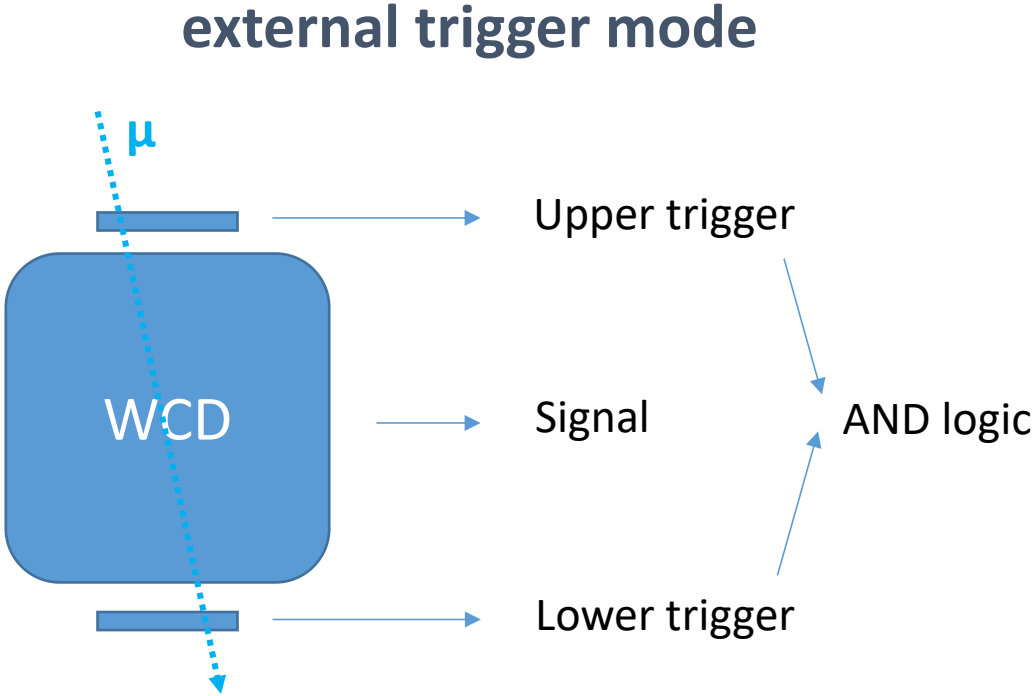 external trigger mode
μ
Upper trigger
WCD
Signal
AND logic
Lower trigger